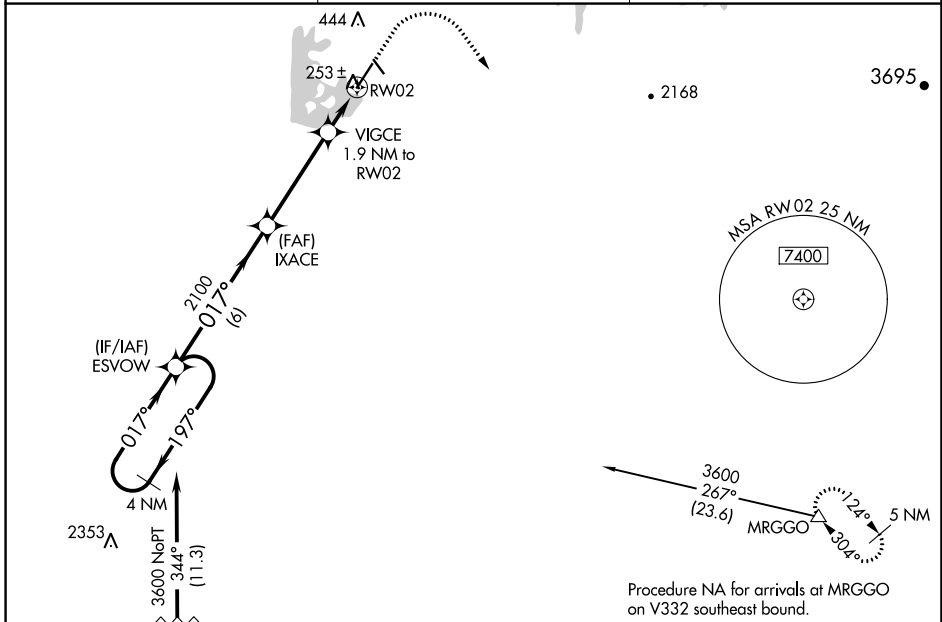 444
253 ±
RW02
2168
3695
VIGCE
1.9 NM to
RW02
MSA RW 02 25 NM
7400
(FAF)
IXACE
2100
017°
(6)
(IF/IAF)
ESVOW
017°
197°
4 NM
2353
3600 NoPT
344°
(11.3)
3600
267°
(23.6)
MRGGO
124°
304°
5 NM
Procedure NA for arrivals at MRGGO
on V332 southeast bound.